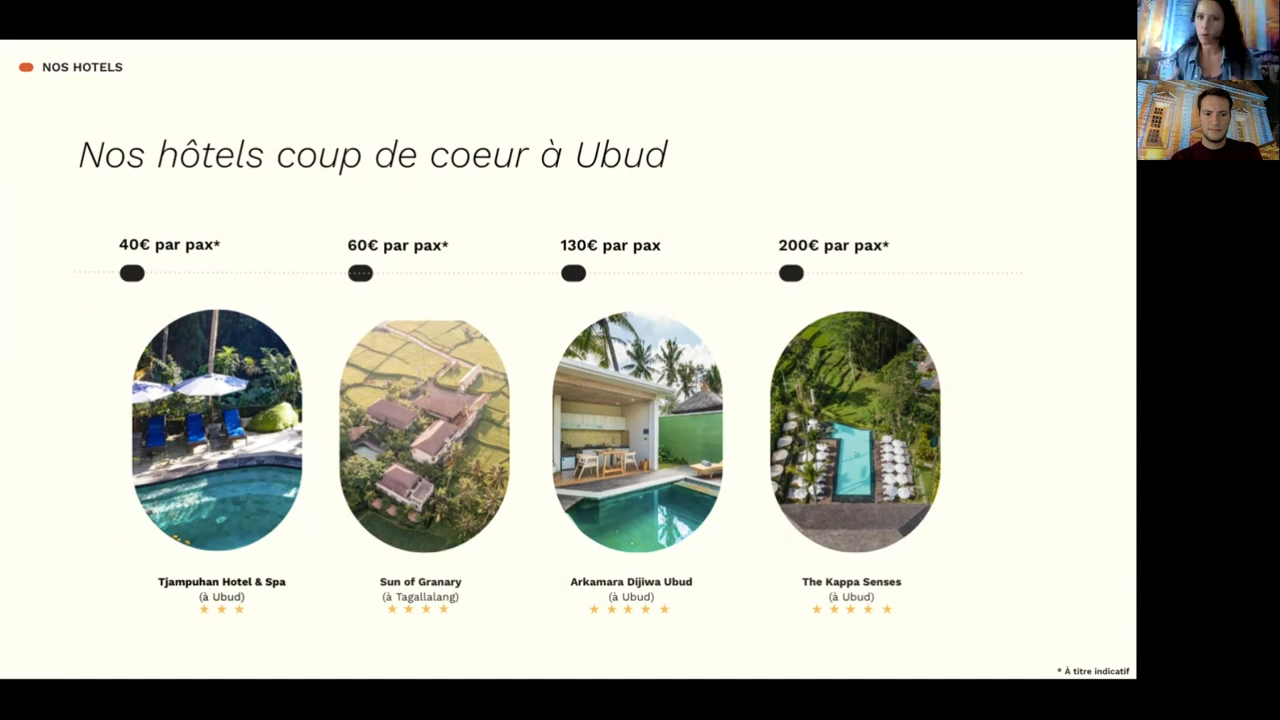 NOS HOTELS
Nos hôtels coup de coeur à Ubud
40€ par pax*
60€ par pax*
130€ par pax
200€ par pax*
Tjampuhan Hotel & Spa
(à Ubud)
Sun of Granary
(à Tagallalang)
Arkamara Dijiwa Ubud
(à Ubud)
The Kappa Senses
(à Ubud)
* À titre indicatif